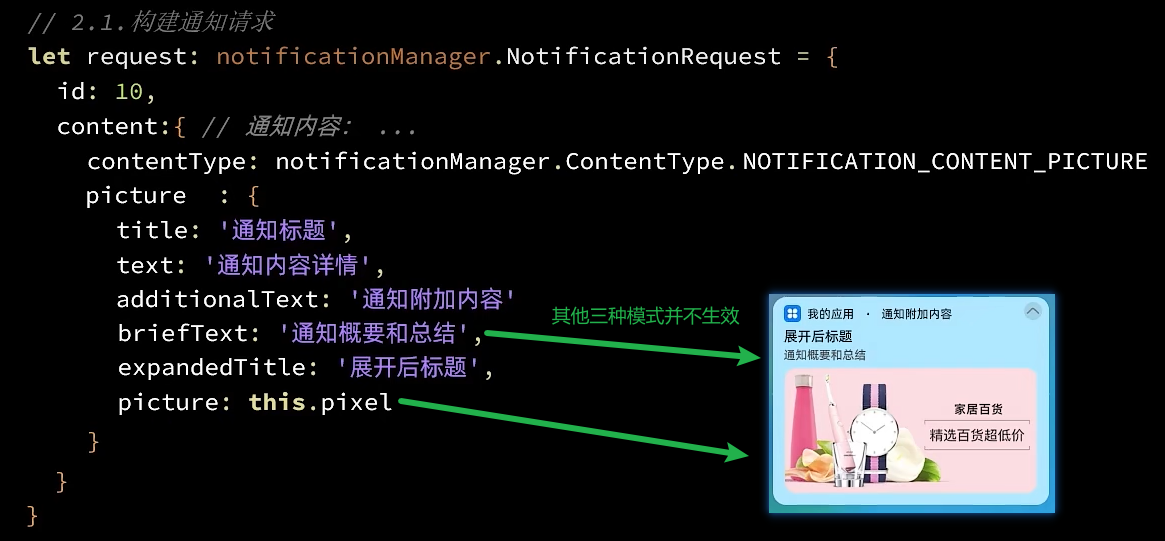 // 2.1.构建通知请求
let request: notificationManager.NotificationRequest = {
id: 10,
content:{ // 通知内容： ...
contentType: notificationManager.ContentType.NOTIFICATION_CONTENT_PICTURE
picture  : {
title: '通知标题',
text: '通知内容详情',
additionalText: '通知附加内容'
briefText: '通知概要和总结',
expandedTitle: '展开后标题',
picture: this.pixel
}
}
}
其他三种模式并不生效
我的应用 · 通知附加内容
展开后标题
通知概要和总结
家居百货
精选百货超低价